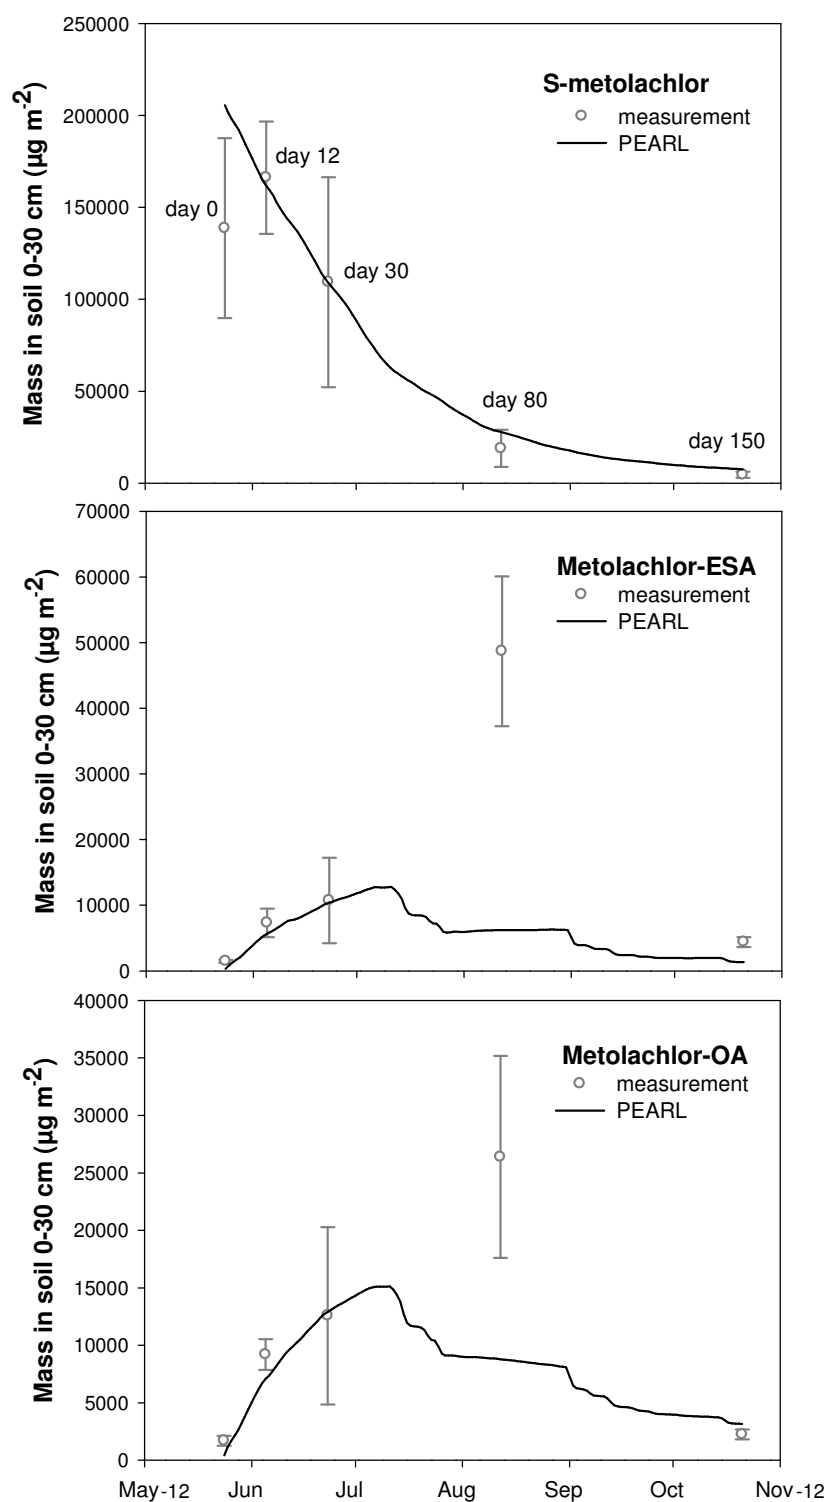 250000
200000
150000
100000
50000
0
Mass in soil 0-30 cm (µg m-2)
S-metolachlor
measurement
PEARL
day 0
day 12
day 30
day 80
day 150
70000
60000
50000
40000
30000
20000
10000
0
Mass in soil 0-30 cm (µg m-2)
Metolachlor-ESA
measurement
PEARL
40000
35000
30000
25000
20000
15000
10000
5000
0
Mass in soil 0-30 cm (µg m-2)
Metolachlor-OA
measurement
PEARL
May-12 Jun Jul Aug Sep Oct Nov-12